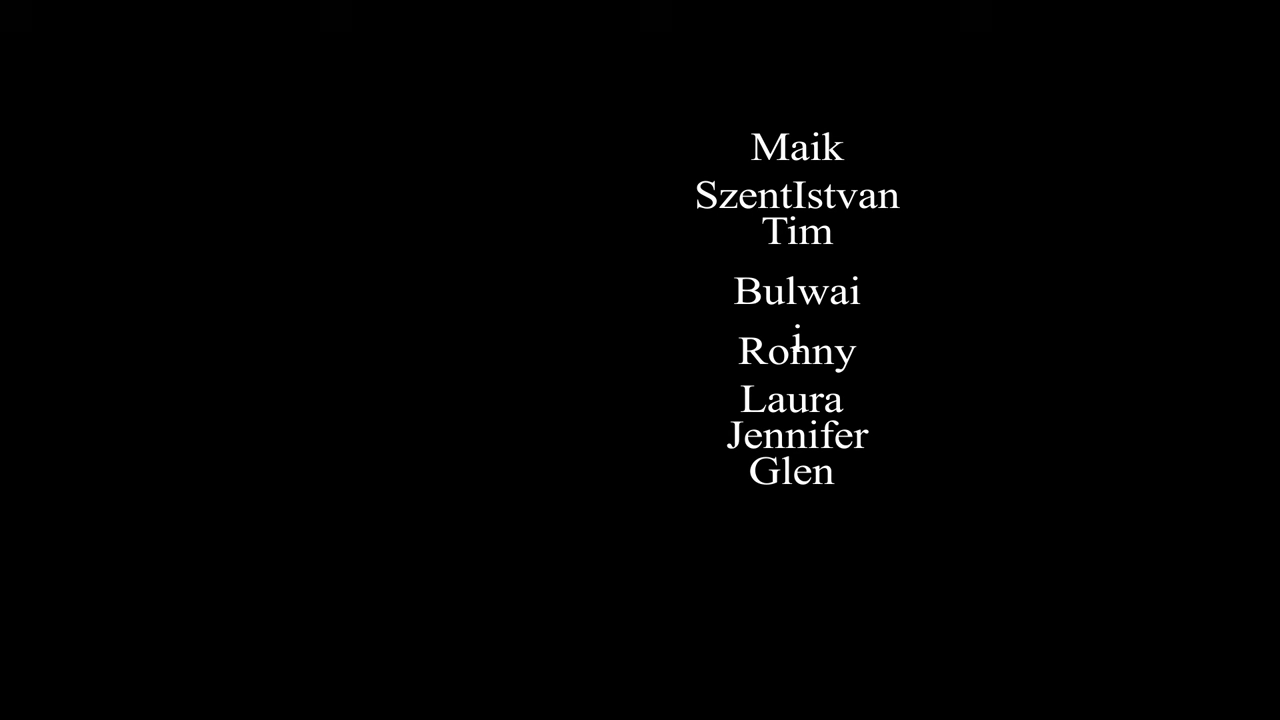 Maik
SzentIstvan
Tim
Bulwai
i
Ronny
Laura
Jennifer
Glen